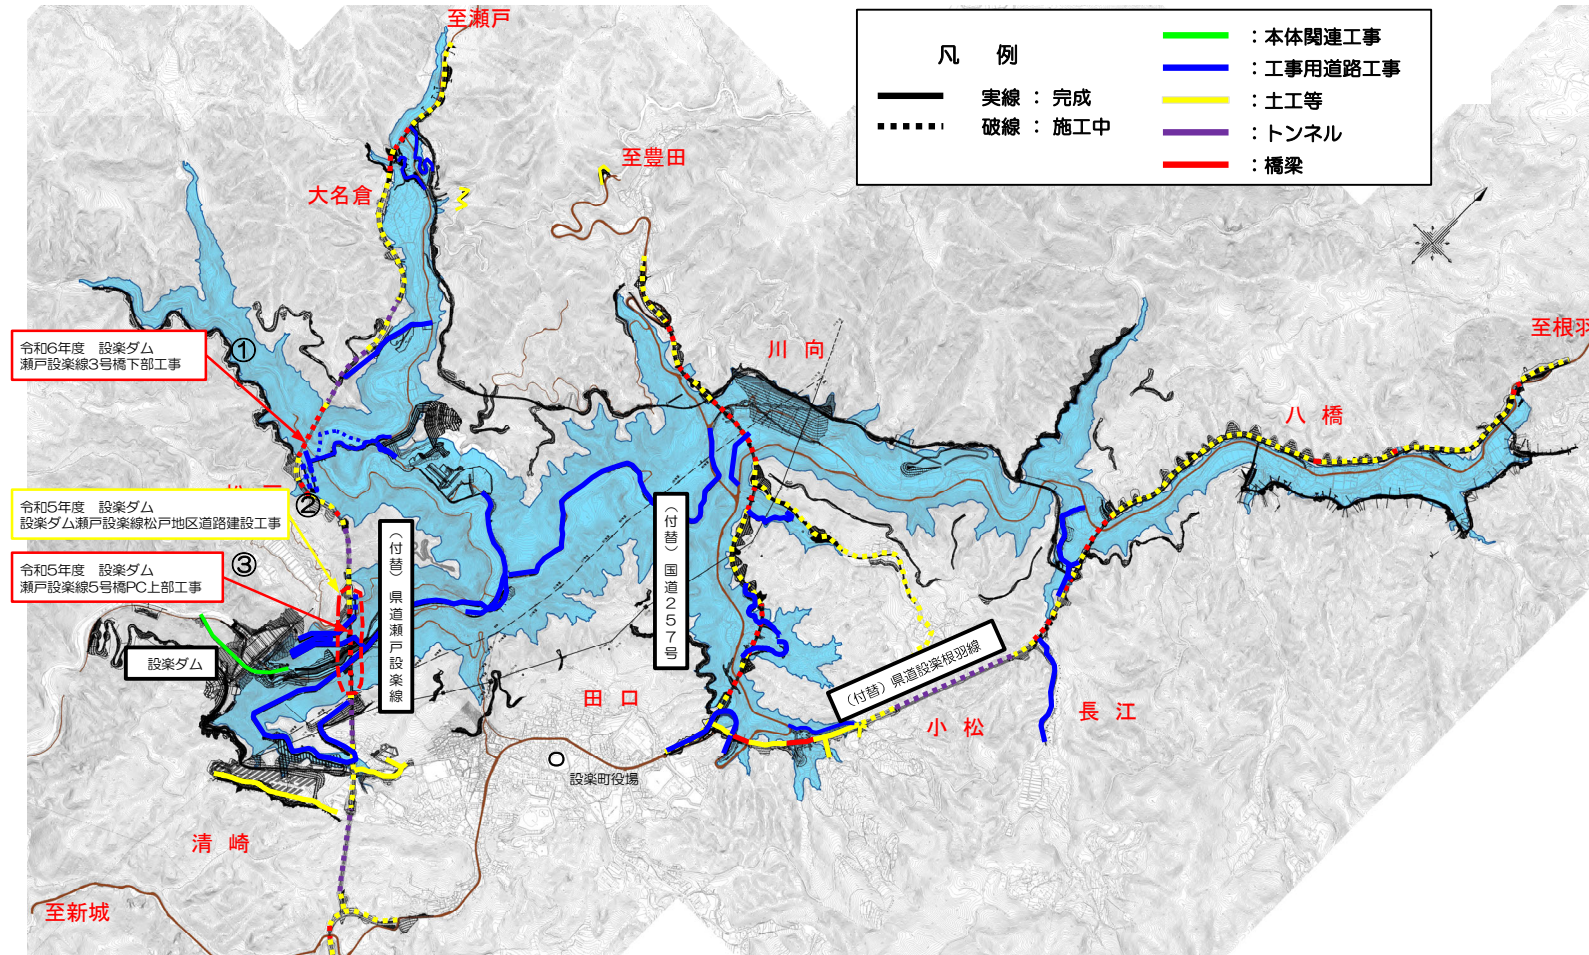 至瀬戸
凡 例
実線 ： 完成
破線 ： 施工中
：本体関連工事
：工事用道路工事
：土工等
：トンネル
：橋梁
至豊田
大名倉
至根羽
川 向
八 橋
令和6年度 設楽ダム
瀬戸設楽線3号橋下部工事
①
令和5年度 設楽ダム
設楽ダム瀬戸設楽線松戸地区道路建設工事
②
令和5年度 設楽ダム
瀬戸設楽線5号橋PC上部工事
③
（付替）県道瀬戸設楽線
（付替）国道257号
（付替）県道設楽根羽線
設楽ダム
田 口
小 松
長 江
設楽町役場
清 崎
至新城